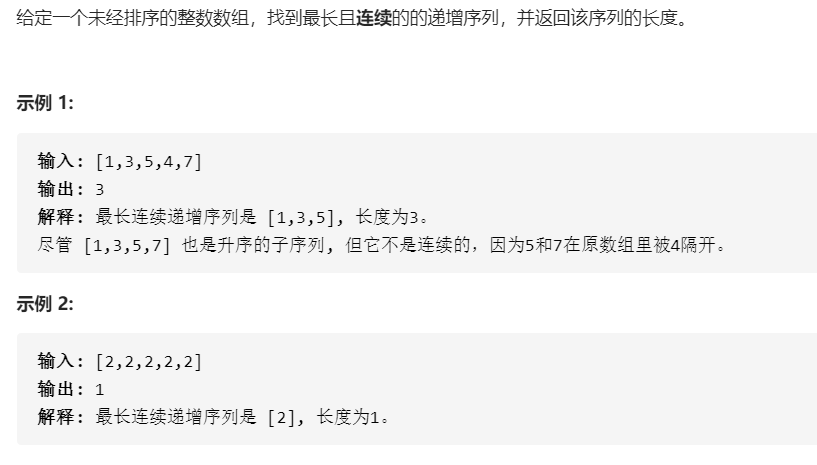 给定一个未经排序的整数数组，找到最长且连续的的递增序列，并返回该序列的长度。
示例 1:
输入: [1,3,5,4,7]
输出: 3
解释: 最长连续递增序列是 [1,3,5], 长度为3。
尽管 [1,3,5,7] 也是升序的子序列, 但它不是连续的，因为5和7在原数组里被4隔开。
示例 2:
输入: [2,2,2,2,2]
输出: 1
解释: 最长连续递增序列是 [2], 长度为1。